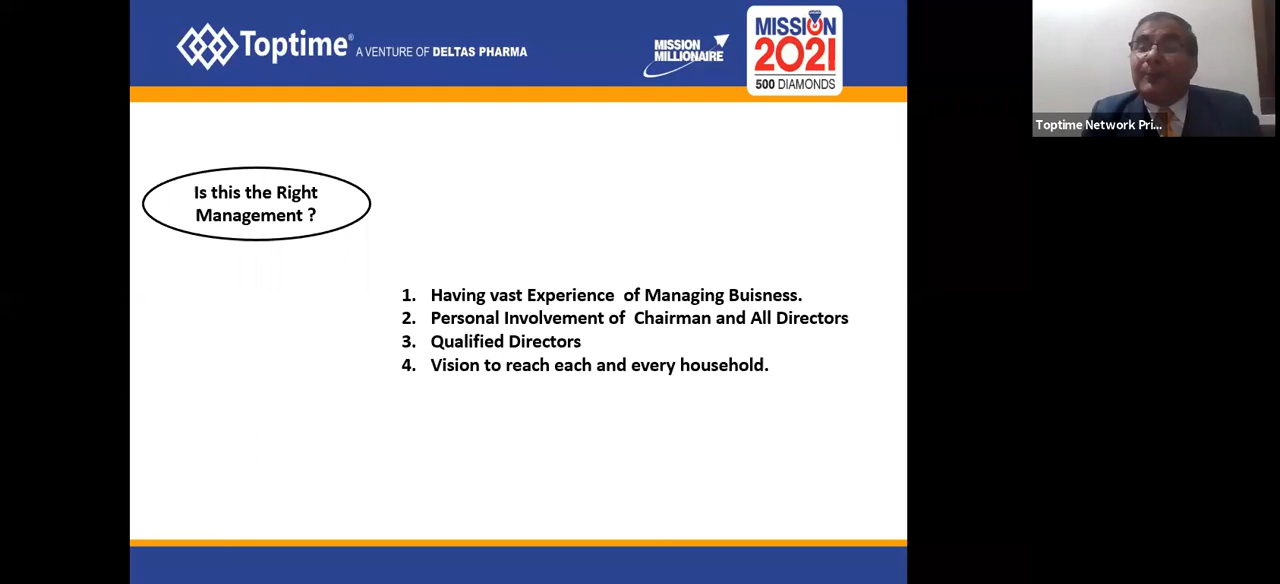 Toptime® A VENTURE OF DELTAS PHARMA
MISSION
MILLIONAIRE
MISSION
2021
500 DIAMONDS
Toptime Network Pri...
Is this the Right
Management ?
1. Having vast Experience of Managing Buisness.
2. Personal Involvement of Chairman and All Directors
3. Qualified Directors
4. Vision to reach each and every household.